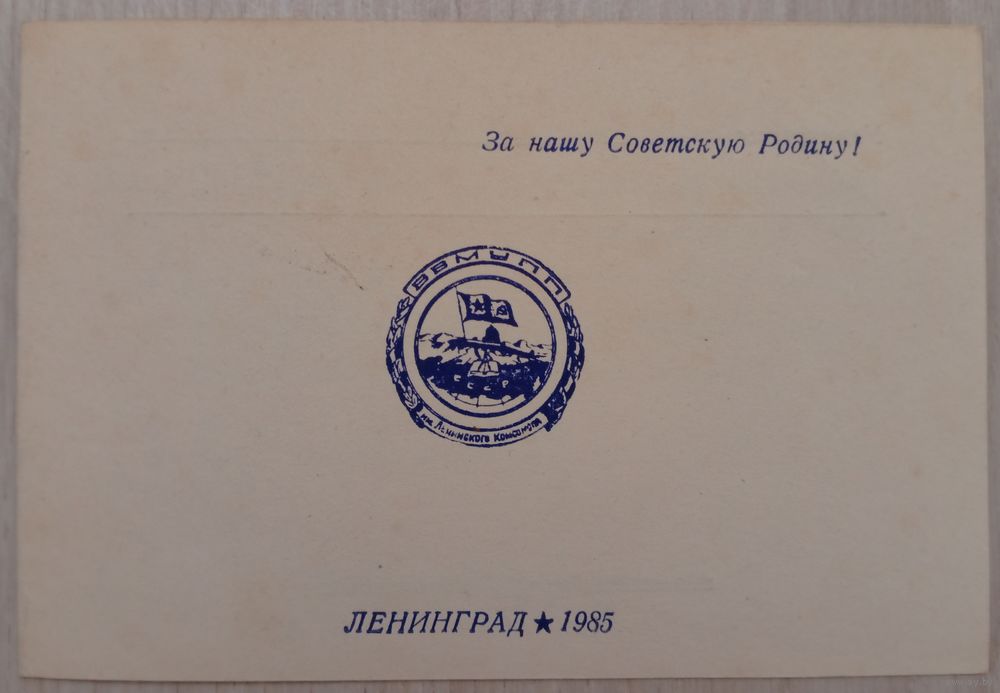 За нашу Советскую Родину!
ВВМУПП
СССР
им. Ленинского Комсомола
ЛЕНИНГРАД ★ 1985